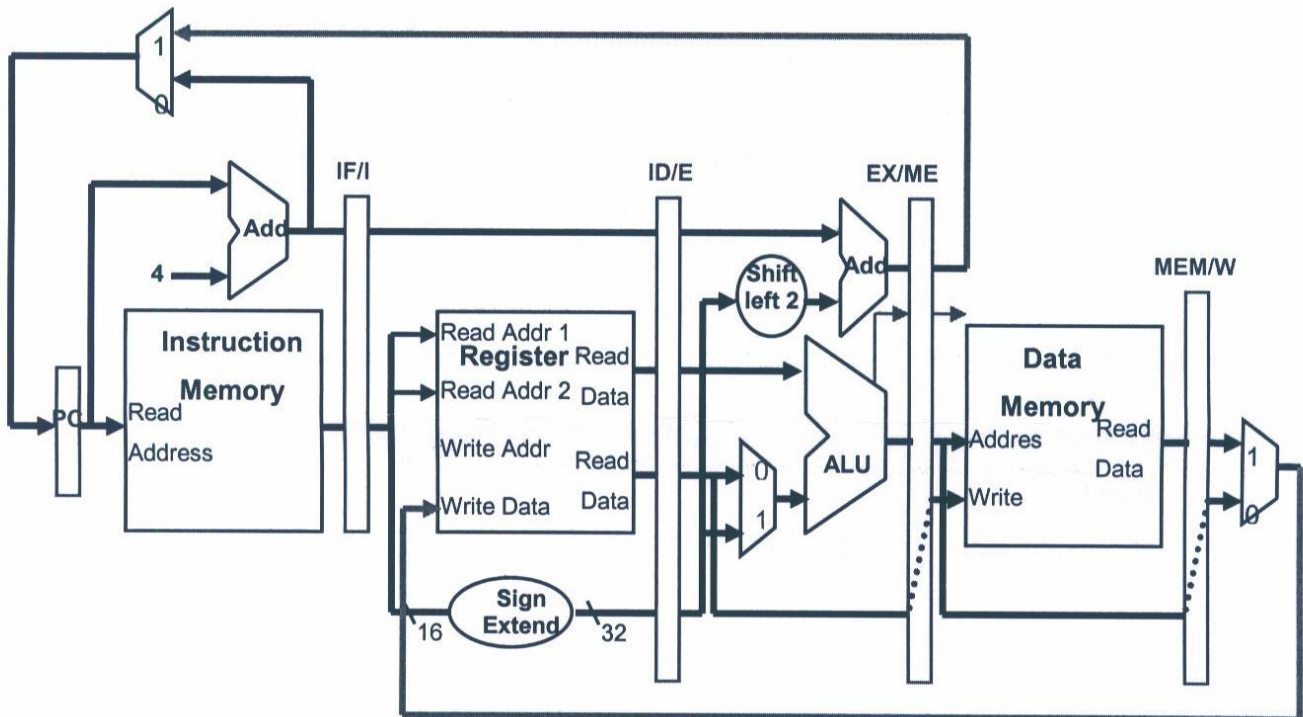 1
0
IF/I
ID/E
EX/ME
MEM/W
Add
4
Shift
left 2
Add
Instruction
Memory
Read
Address
PC
Read Addr 1
Register
Read
Data
Read Addr 2
Write Addr
Read
Data
Write Data
0
1
ALU
Data
Memory
Addres
Read
Data
Write
1
0
Sign
Extend
16
32